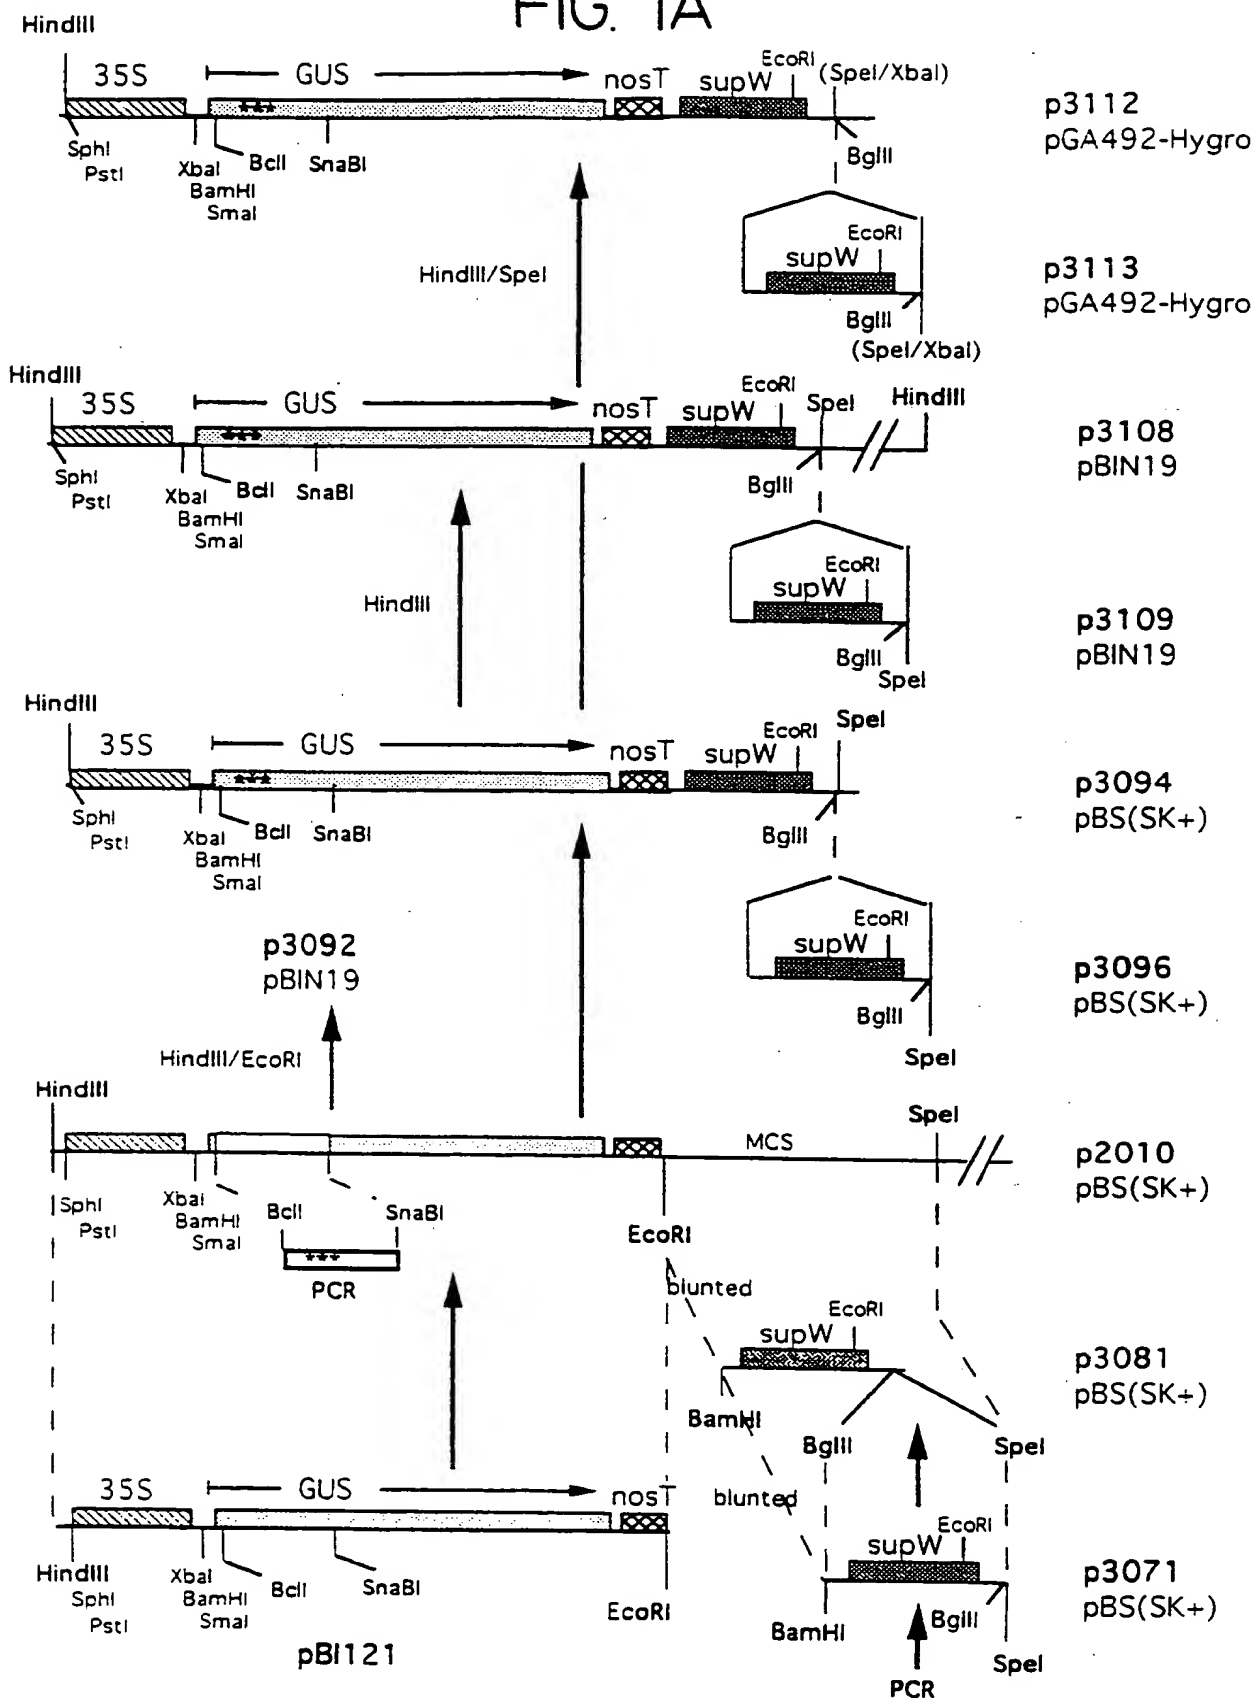 FIG. 1A
HindIII
35S
GUS
nosT
supW
EcoRI
(SpeI/XbaI)
p3112
pGA492-Hygro
SphI
PstI
XbaI
BamHI
SmaI
BclI
SnaBI
BglII
***
HindIII/SpeI
EcoRI
supW
BglII
(SpeI/XbaI)
p3113
pGA492-Hygro
HindIII
35S
GUS
nosT
supW
EcoRI
SpeI
HindIII
p3108
pBIN19
***
SphI
PstI
XbaI
BamHI
SmaI
BclI
SnaBI
BglII
HindIII
EcoRI
supW
BglII
SpeI
p3109
pBIN19
HindIII
35S
GUS
nosT
supW
EcoRI
SpeI
p3094
pBS(SK+)
***
SphI
PstI
XbaI
BamHI
SmaI
BclI
SnaBI
BglII
p3092
pBIN19
EcoRI
supW
BglII
SpeI
p3096
pBS(SK+)
HindIII/EcoRI
HindIII
MCS
SpeI
p2010
pBS(SK+)
SphI
PstI
XbaI
BamHI
SmaI
BclI
SnaBI
***
PCR
EcoRI
blunted
supW
EcoRI
BamHI
BglII
SpeI
p3081
pBS(SK+)
35S
GUS
nosT
blunted
HindIII
SphI
PstI
XbaI
BamHI
SmaI
BclI
SnaBI
EcoRI
pBI121
supW
EcoRI
BamHI
BglII
SpeI
PCR
p3071
pBS(SK+)